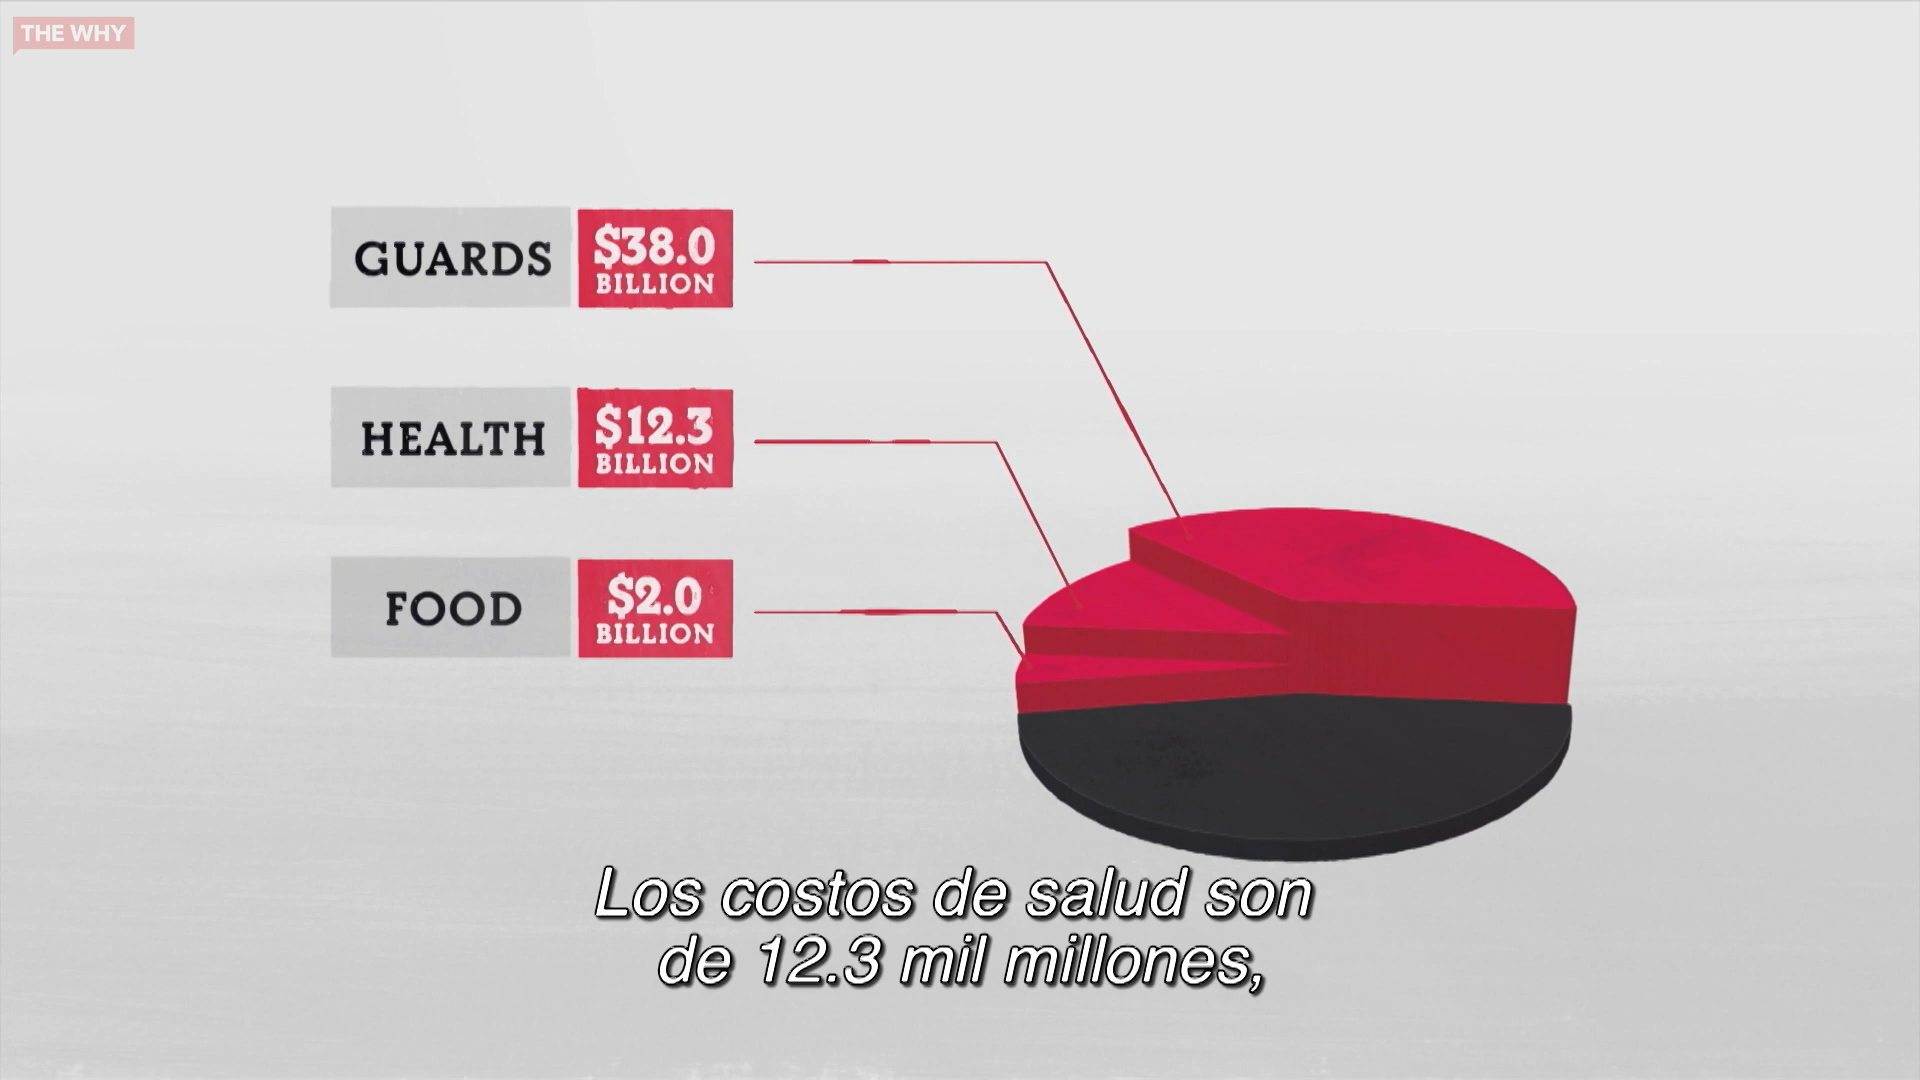 THE WHY
GUARDS
$38.0
BILLION
HEALTH
$12.3
BILLION
FOOD
$2.0
BILLION
Los costos de salud son
de 12.3 mil millones,